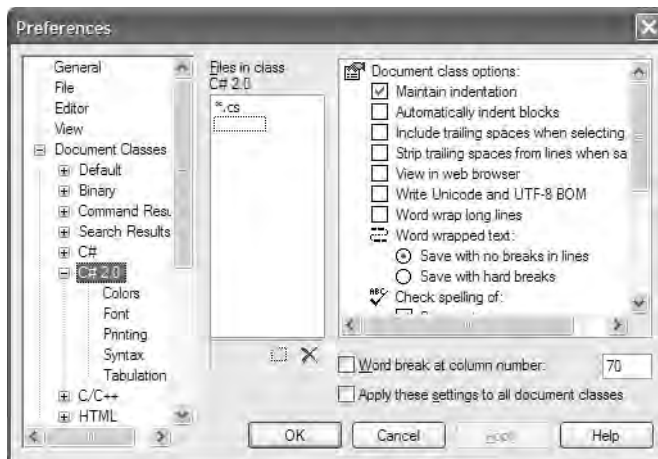 Preferences
General
File
Editor
View
Document Classes
Default
Binary
Command Resu
Search Results
C#
C# 2.0
Colors
Font
Printing
Syntax
Tabulation
C/C++
HTML
Files in class
C# 2.0
*.cs
Document class options:
Maintain indentation
Automatically indent blocks
Include trailing spaces when selecting
Strip trailing spaces from lines when sa
View in web browser
Write Unicode and UTF-8 BOM
Word wrap long lines
Word wrapped text:
Save with no breaks in lines
Save with hard breaks
ABC
Check spelling of:
Word break at column number:
70
Apply these settings to all document classes
OK
Cancel
Apply
Help